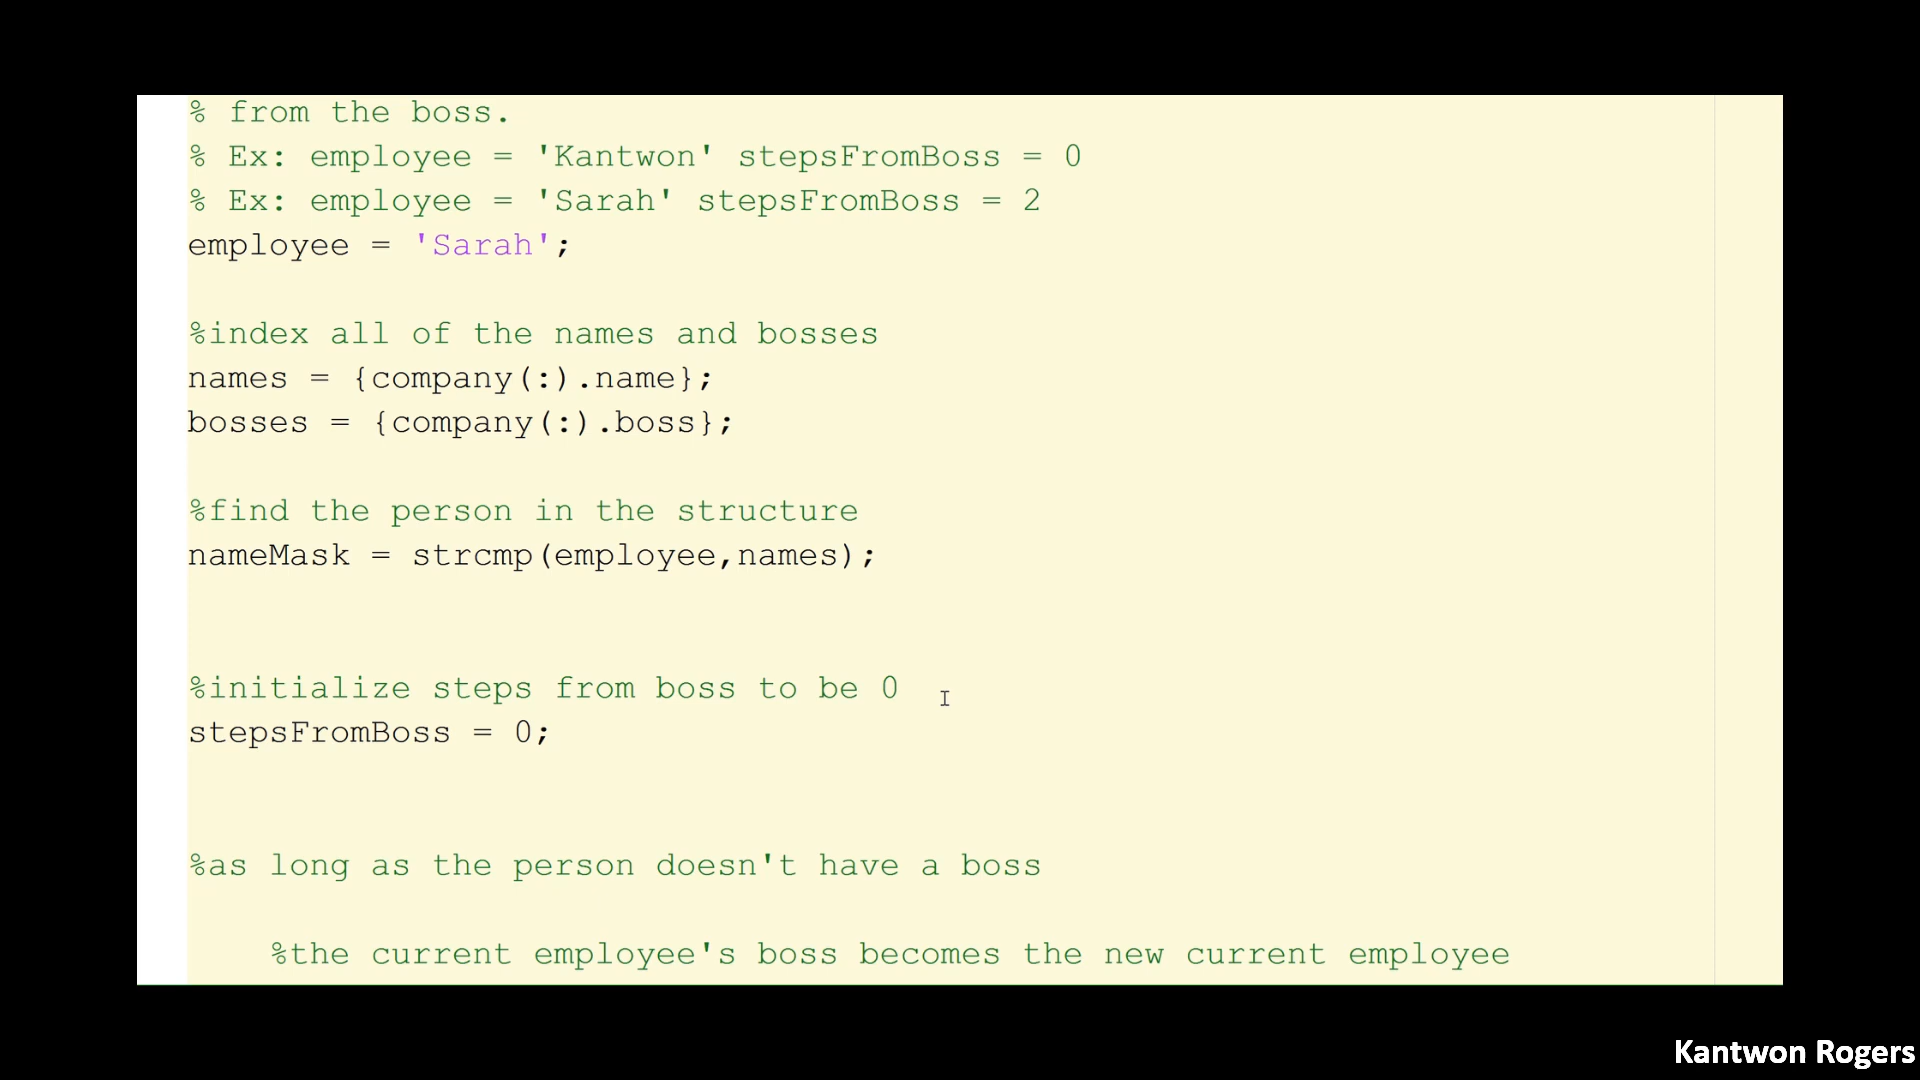 % from the boss.
% Ex: employee = 'Kantwon' stepsFromBoss = 0
% Ex: employee = 'Sarah' stepsFromBoss = 2
employee = 'Sarah';
%index all of the names and bosses
names = {company(:).name};
bosses = {company(:).boss};
%find the person in the structure
nameMask = strcmp(employee,names);
%initialize steps from boss to be 0
stepsFromBoss = 0;
%as long as the person doesn't have a boss
%the current employee's boss becomes the new current employee
Kantwon Rogers